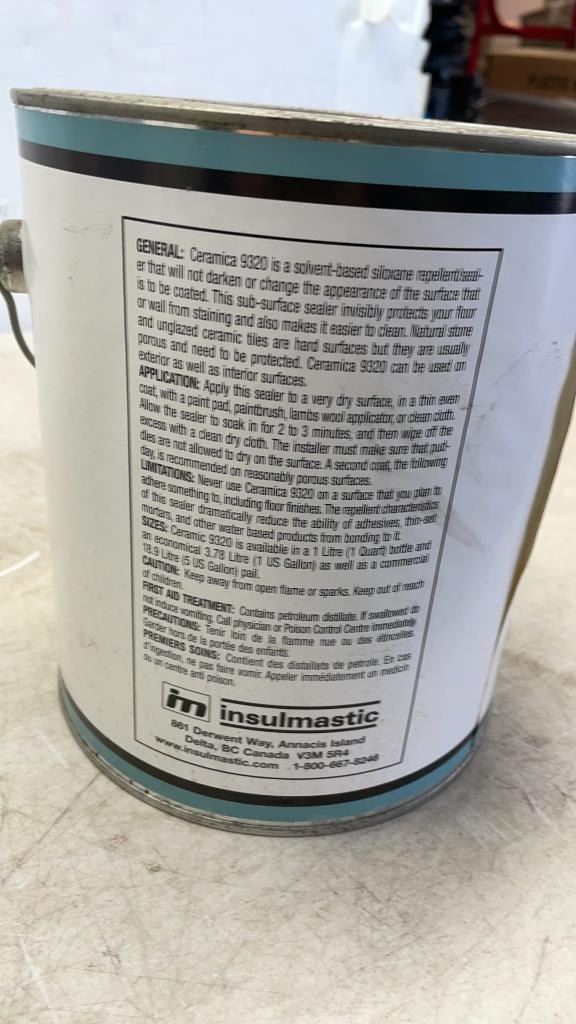 GENERAL: Ceramica 9320 is a solvent-based siloxane repellent/seal-
er that will not darken or change the appearance of the surface that
is to be coated. This sub-surface sealer invisibly protects your floor
or wall from staining and also makes it easier to clean. Natural stone
and unglazed ceramic tiles are hard surfaces but they are usually
porous and need to be protected. Ceramica 9320 can be used on
exterior as well as interior surfaces.
APPLICATION: Apply this sealer to a very dry surface, in a thin even
coat, with a paint pad, paintbrush, lambs wool applicator, or clean cloth.
Allow the sealer to soak in for 2 to 3 minutes, and then wipe off the
excess with a clean dry cloth. The installer must make sure that pud-
dles are not allowed to dry on the surface. A second coat, the following
day, is recommended on reasonably porous surfaces.
LIMITATIONS: Never use Ceramica 9320 on a surface that you plan to
adhere something to, including floor finishes. The repellent characteristics
of this sealer dramatically reduce the ability of adhesives, thin-set
mortars, and other water based products from bonding to it.
SIZES: Ceramic 9320 is available in a 1 Litre (1 Quart) bottle and
an economical 3.78 Litre (1 US Gallon) as well as a commercial
18.9 Litre (5 US Gallon) pail.
CAUTION: Keep away from open flame or sparks. Keep out of reach
of children.
FIRST AID TREATMENT: Contains petroleum distillate. If swallowed do
not induce vomiting. Call physician or Poison Control Centre immediately.
PRECAUTIONS: Tenir loin de la flamme nue ou des étincelles.
Garder hors de la portée des enfants.
PREMIERS SOINS: Contient des distallats de petrole. En cas
d'ingestion, ne pas faire vomir. Appeler immédiatement un medicin
ou un centre anti poison.
im insulmastic
861 Derwent Way, Annacis Island
Delta, BC Canada V3M 5R4
www.insulmastic.com 1-800-667-8246